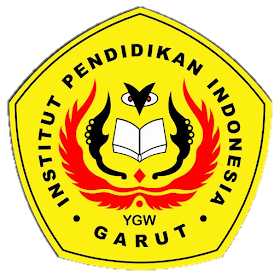 · INSTITUT PENDIDIKAN INDONESIA ·
YGW
GARUT